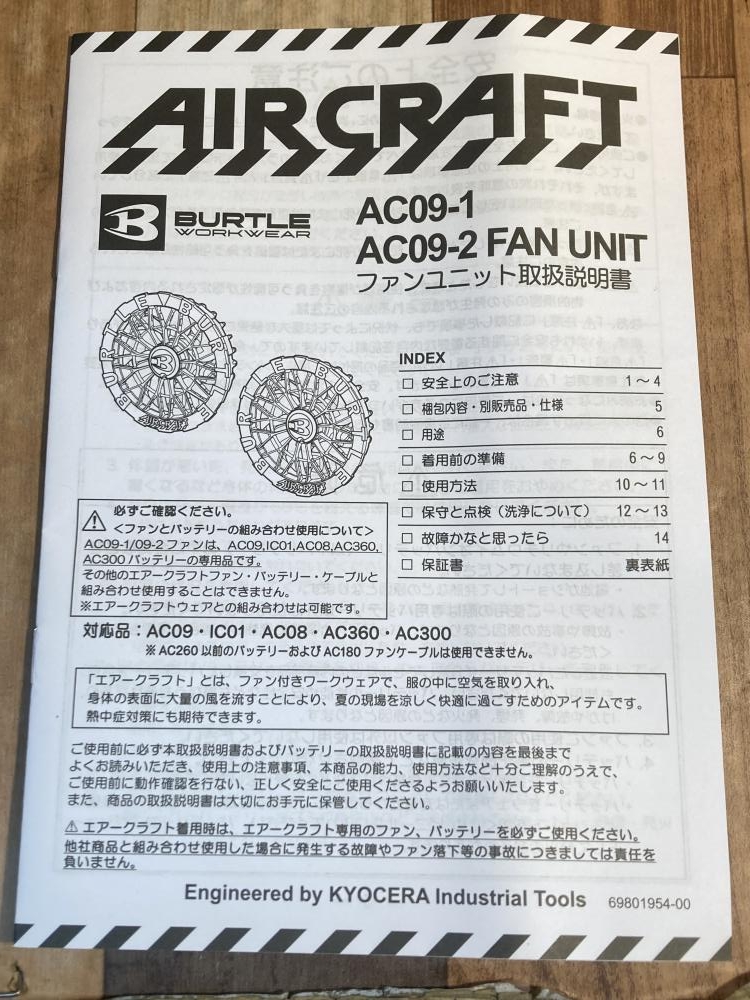 AIRCRAFT
B BURTLE
WORKWEAR
AC09-1
AC09-2 FAN UNIT
ファンユニット取扱説明書
INDEX
□ 安全上のご注意 1～4
□ 梱包内容・別販売品・仕様 5
□ 用途 6
□ 着用前の準備 6～9
□ 使用方法 10～11
□ 保守と点検（洗浄について） 12～13
□ 故障かなと思ったら 14
□ 保証書 裏表紙
BURTLE BURTLE
B
BURTLE BURTLE
B
必ずご確認ください。
＜ファンとバッテリーの組み合わせ使用について＞
AC09-1/09-2 ファンは、AC09,IC01,AC08,AC360,
AC300 バッテリーの専用品です。
その他のエアークラフトファン・バッテリー・ケーブルと
組み合わせ使用することはできません。
※エアークラフトウェアとの組み合わせは可能です。
対応品：AC09・IC01・AC08・AC360・AC300
※ AC260 以前のバッテリーおよび AC180 ファンケーブルは使用できません。
「エアークラフト」とは、ファン付きワークウェアで、服の中に空気を取り入れ、
身体の表面に大量の風を流すことにより、夏の現場を涼しく快適に過ごすためのアイテムです。
熱中症対策にも期待できます。
ご使用前に必ず本取扱説明書およびバッテリーの取扱説明書に記載の内容を最後まで
よくお読みいただき、使用上の注意事項、本商品の能力、使用方法など十分ご理解のうえで、
ご使用前に動作確認を行ない、正しく安全にご使用くださるようお願いいたします。
また、商品の取扱説明書は大切にお手元に保管してください。
⚠ エアークラフト着用時は、エアークラフト専用のファン、バッテリーを必ずご使用ください。
他社商品と組み合わせ使用した場合に発生する故障やファン落下等の事故につきましては責任を
負いません。
Engineered by KYOCERA Industrial Tools 69801954-00